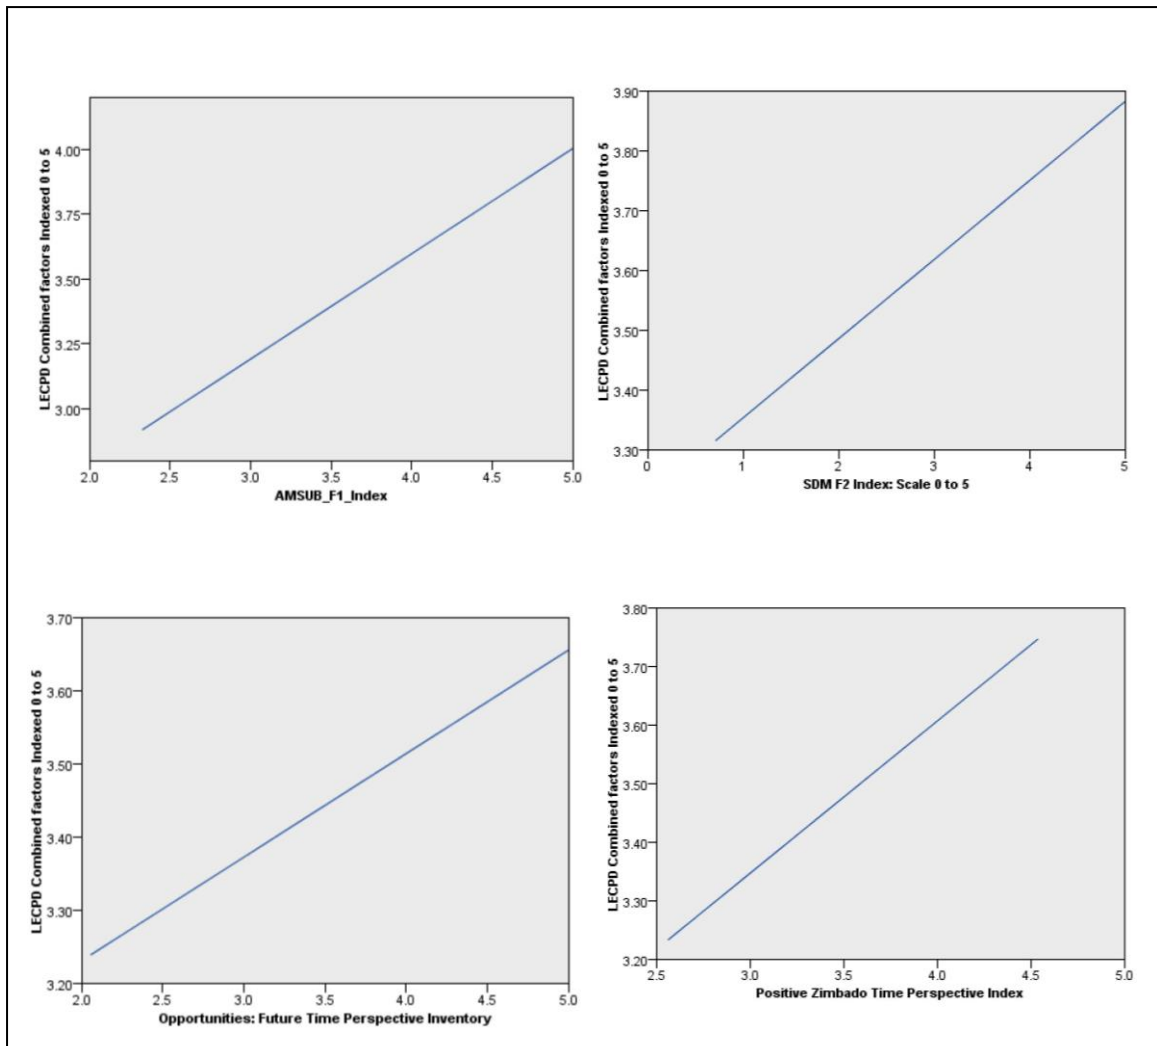 LECPD Combined factors Indexed 0 to 5
4.00
3.75
3.50
3.25
3.00
2.0 2.5 3.0 3.5 4.0 4.5 5.0
AMSUB_F1_Index
LECPD Combined factors Indexed 0 to 5
3.90
3.80
3.70
3.60
3.50
3.40
3.30
0 1 2 3 4 5
SDM F2 Index: Scale 0 to 5
LECPD Combined factors Indexed 0 to 5
3.70
3.60
3.50
3.40
3.30
3.20
2.0 2.5 3.0 3.5 4.0 4.5 5.0
Opportunities: Future Time Perspective Inventory
LECPD Combined factors Indexed 0 to 5
3.80
3.70
3.60
3.50
3.40
3.30
3.20
2.5 3.0 3.5 4.0 4.5 5.0
Positive Zimbado Time Perspective Index